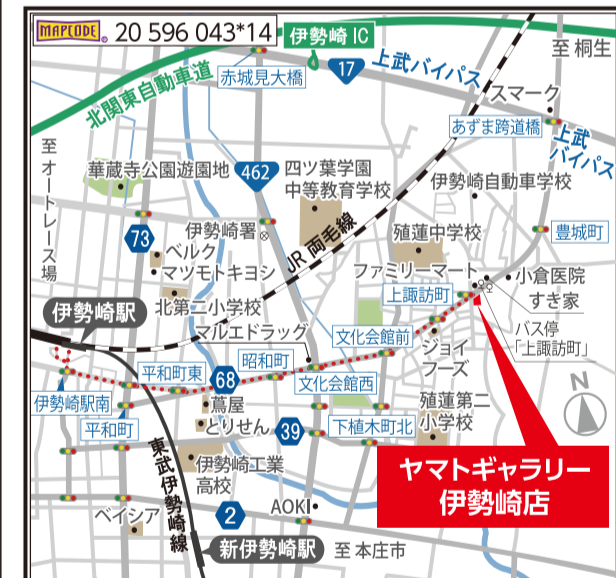 MAPCODE® 20 596 043*14
伊勢崎 IC
至 桐生
17
上武バイパス
赤城見大橋
北関東自動車道
スマーク
あずま跨道橋
上武
バイパス
至 オートレース場
華蔵寺公園遊園地
462
四ツ葉学園
中等教育学校
伊勢崎自動車学校
73
伊勢崎署
豊城町
ベルク
マツモトキヨシ
JR 両毛線
殖蓮中学校
ファミリーマート
小倉医院
北第二小学校
上諏訪町
すき家
伊勢崎駅
マルエドラッグ
文化会館前
バス停
「上諏訪町」
昭和町
ジョイ
フーズ
平和町東
68
文化会館西
N
伊勢崎駅南
蔦屋
殖蓮第二
小学校
平和町
とりせん
39
下植木町北
東武伊勢崎線
伊勢崎工業
高校
ヤマトギャラリー
伊勢崎店
ベイシア
2
AOKI
新伊勢崎駅
至 本庄市